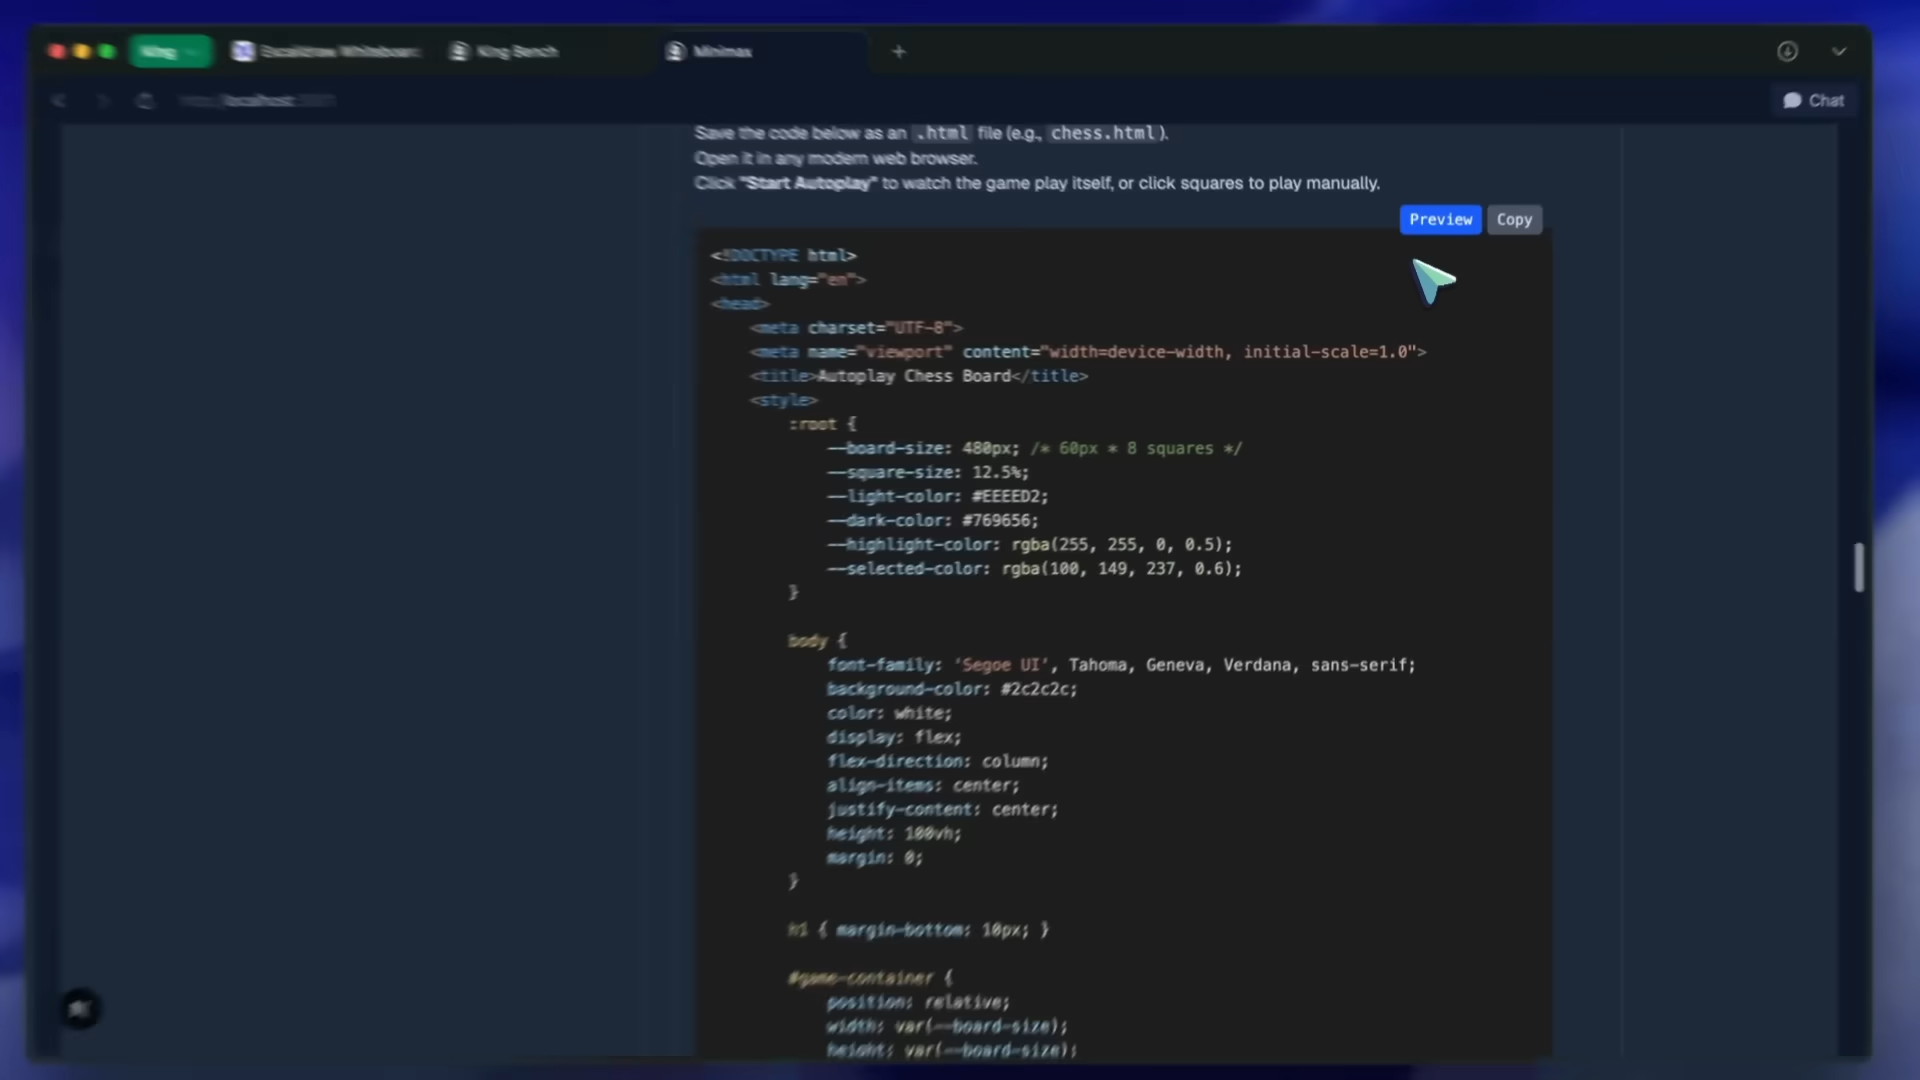 King
Excalidraw Whiteboard
King Bench
Minimax
localhost
Chat
Save the code below as an .html file (e.g., chess.html).
Open it in any modern web browser.
Click "Start Autoplay" to watch the game play itself, or click squares to play manually.
Preview
Copy
<!DOCTYPE html>
<html lang="en">
<head>
<meta charset="UTF-8">
<meta name="viewport" content="width=device-width, initial-scale=1.0">
<title>Autoplay Chess Board</title>
<style>
:root {
--board-size: 480px; /* 60px * 8 squares */
--square-size: 12.5%;
--light-color: #EEEED2;
--dark-color: #769656;
--highlight-color: rgba(255, 255, 0, 0.5);
--selected-color: rgba(100, 149, 237, 0.6);
}
body {
font-family: 'Segoe UI', Tahoma, Geneva, Verdana, sans-serif;
background-color: #2c2c2c;
color: white;
display: flex;
flex-direction: column;
align-items: center;
justify-content: center;
height: 100vh;
margin: 0;
}
h1 { margin-bottom: 10px; }
#game-container {
position: relative;
width: var(--board-size);
height: var(--board-size);